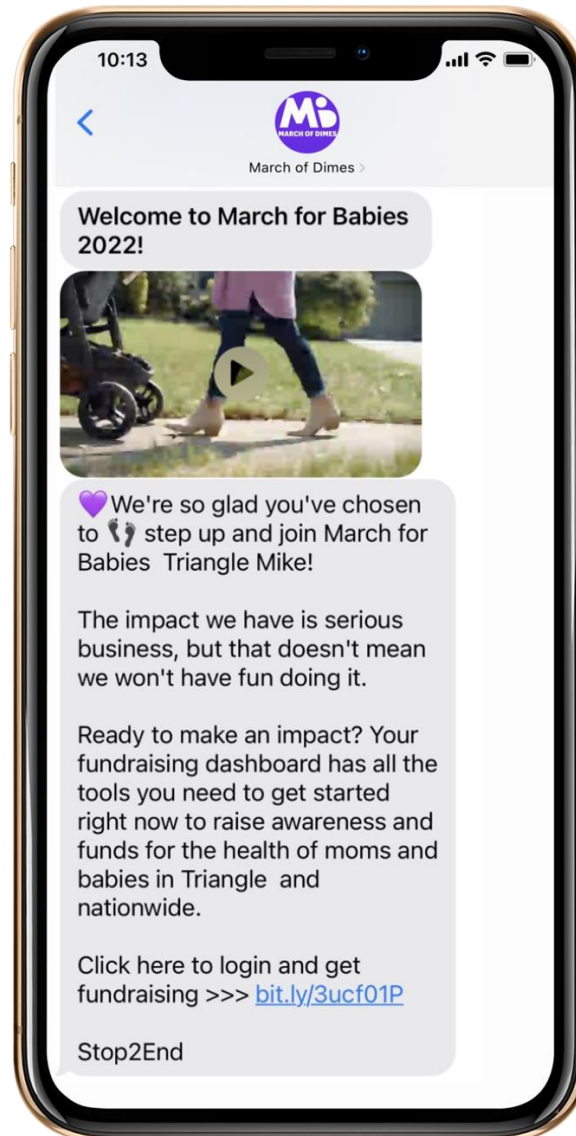 10:13
MARCH OF DIMES
March of Dimes >
Welcome to March for Babies
2022!
💜We're so glad you've chosen
to 👣 step up and join March for
Babies  Triangle Mike!
The impact we have is serious
business, but that doesn't mean
we won't have fun doing it.
Ready to make an impact? Your
fundraising dashboard has all the
tools you need to get started
right now to raise awareness and
funds for the health of moms and
babies in Triangle  and
nationwide.
Click here to login and get
fundraising >>> bit.ly/3ucf01P
Stop2End